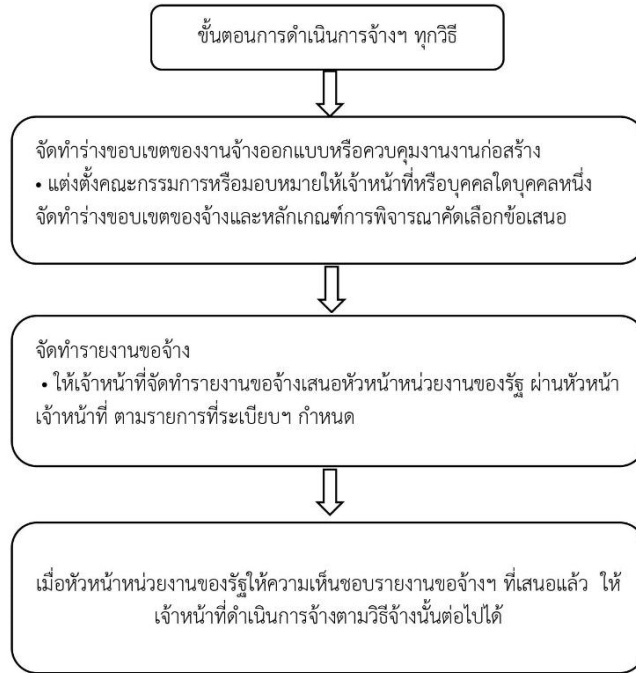 ขั้นตอนการดำเนินการจ้างฯ ทุกวิธี
จัดทำร่างขอบเขตของงานจ้างออกแบบหรือควบคุมงานงานก่อสร้าง
• แต่งตั้งคณะกรรมการหรือมอบหมายให้เจ้าหน้าที่หรือบุคคลใดบุคคลหนึ่ง
จัดทำร่างขอบเขตของจ้างและหลักเกณฑ์การพิจารณาคัดเลือกข้อเสนอ
จัดทำรายงานขอจ้าง
• ให้เจ้าหน้าที่จัดทำรายงานขอจ้างเสนอหัวหน้าหน่วยงานของรัฐ ผ่านหัวหน้า
เจ้าหน้าที่ ตามรายการที่ระเบียบฯ กำหนด
เมื่อหัวหน้าหน่วยงานของรัฐให้ความเห็นชอบรายงานขอจ้างฯ ที่เสนอแล้ว ให้
เจ้าหน้าที่ดำเนินการจ้างตามวิธีจ้างนั้นต่อไปได้